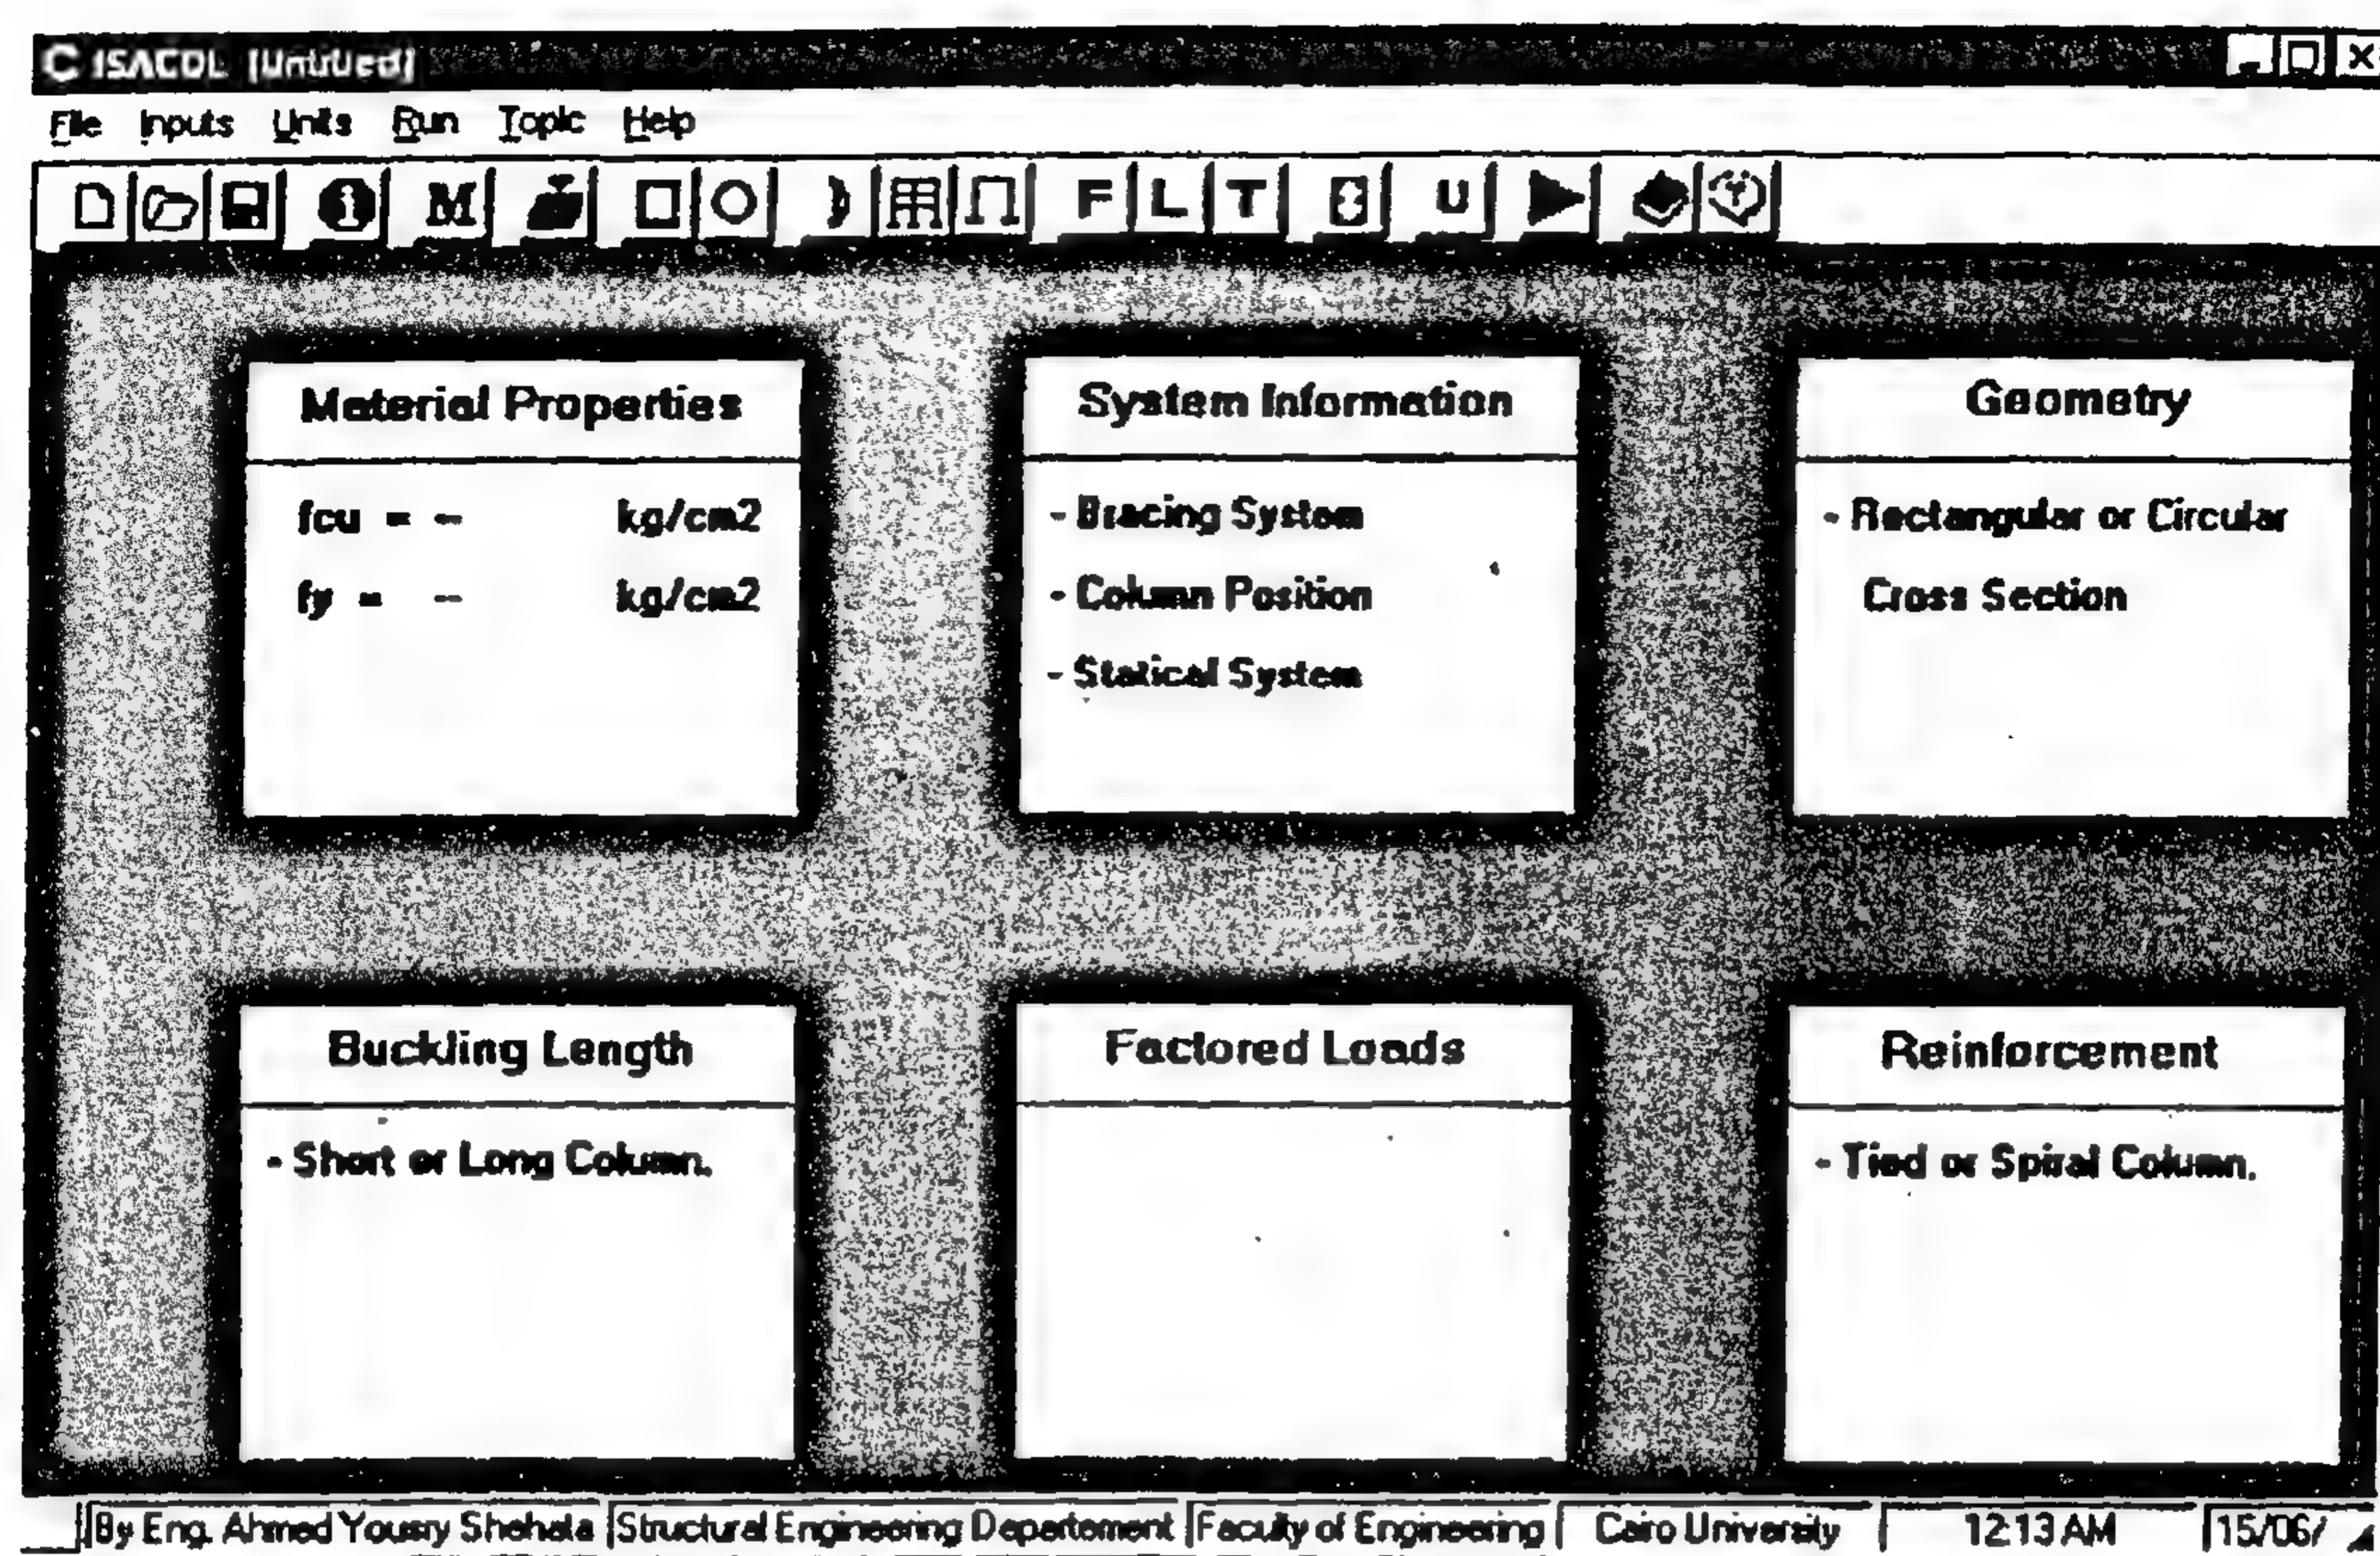 ISACOL [Untitled]
File Inputs Units Run Topic Help
M F L T U
Material Properties
fcu = -- kg/cm2
fy = -- kg/cm2
System Information
- Bracing System
- Column Position
- Statical System
Geometry
- Rectangular or Circular
Cross Section
Buckling Length
- Short or Long Column.
Factored Loads
Reinforcement
- Tied or Spiral Column.
By Eng. Ahmed Yousry Shehata Structural Engineering Departement Faculty of Engineering Cairo University 12:13 AM 15/06/